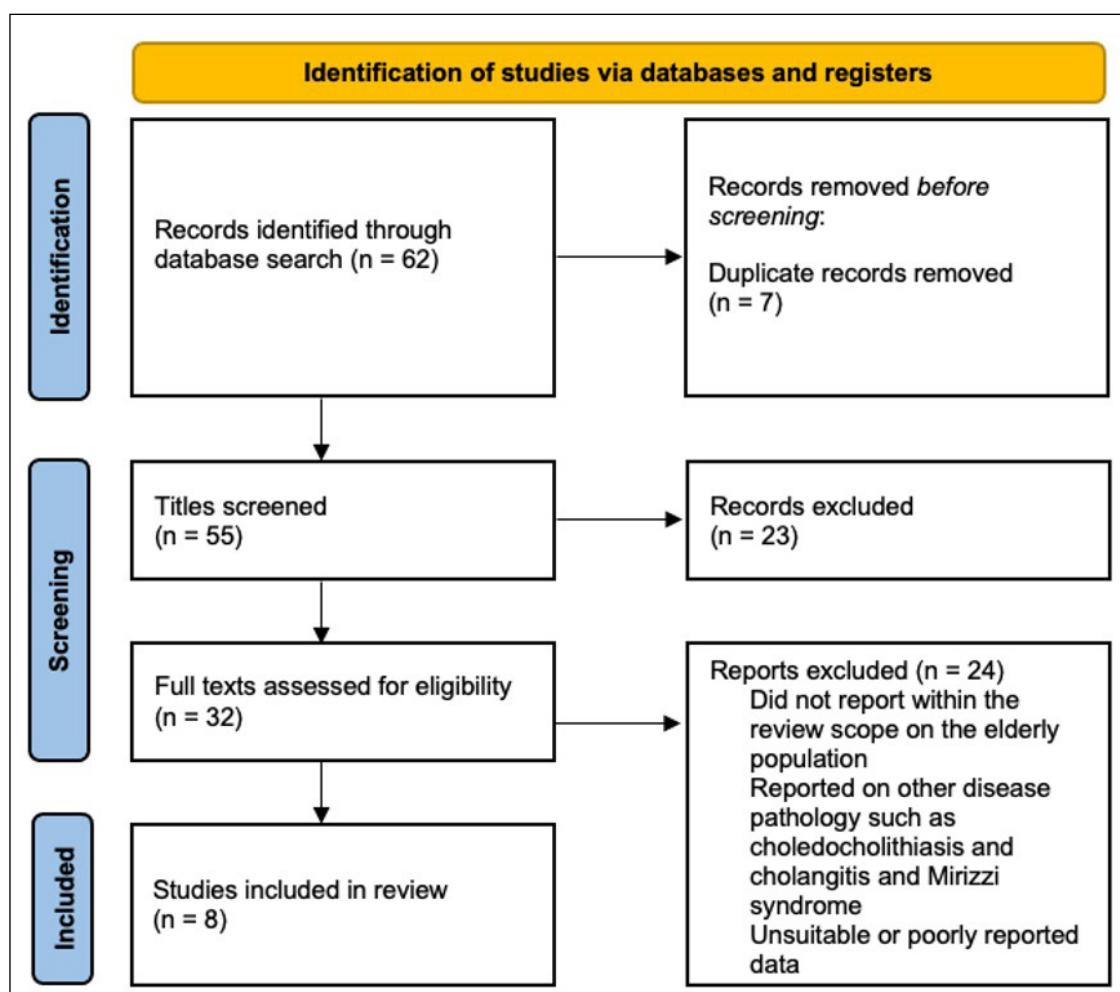 Identification of studies via databases and registers
Identification
Records identified through
database search (n = 62)
Records removed before
screening:
Duplicate records removed
(n = 7)
Screening
Titles screened
(n = 55)
Records excluded
(n = 23)
Full texts assessed for eligibility
(n = 32)
Reports excluded (n = 24)
Did not report within the
review scope on the elderly
population
Reported on other disease
pathology such as
choledocholithiasis and
cholangitis and Mirizzi
syndrome
Unsuitable or poorly reported
data
Included
Studies included in review
(n = 8)